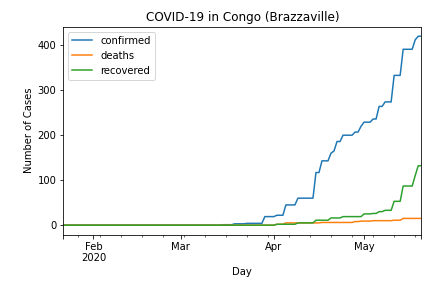 COVID-19 in Congo (Brazzaville)
confirmed
deaths
recovered
Number of Cases
400
300
200
100
0
Feb
2020
Mar
Apr
May
Day